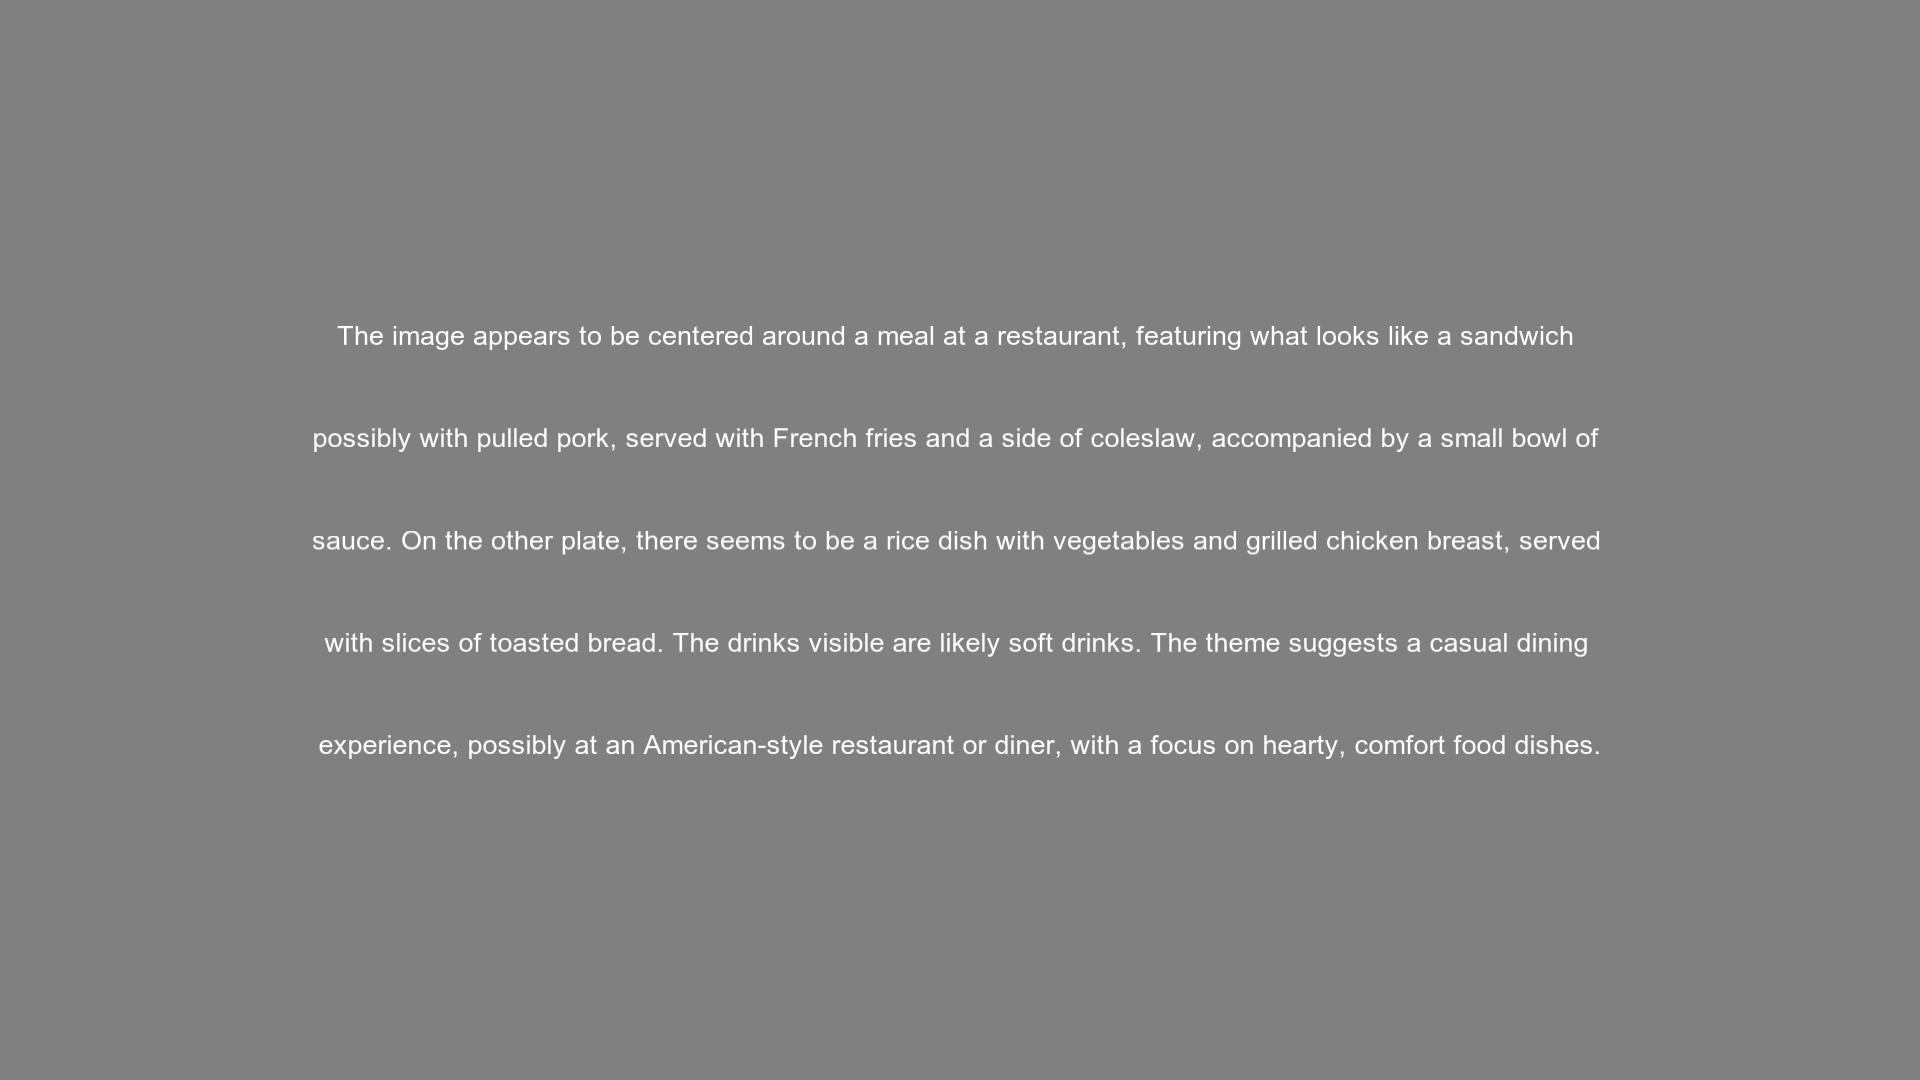 The image appears to be centered around a meal at a restaurant, featuring what looks like a sandwich
possibly with pulled pork, served with French fries and a side of coleslaw, accompanied by a small bowl of
sauce. On the other plate, there seems to be a rice dish with vegetables and grilled chicken breast, served
with slices of toasted bread. The drinks visible are likely soft drinks. The theme suggests a casual dining
experience, possibly at an American-style restaurant or diner, with a focus on hearty, comfort food dishes.